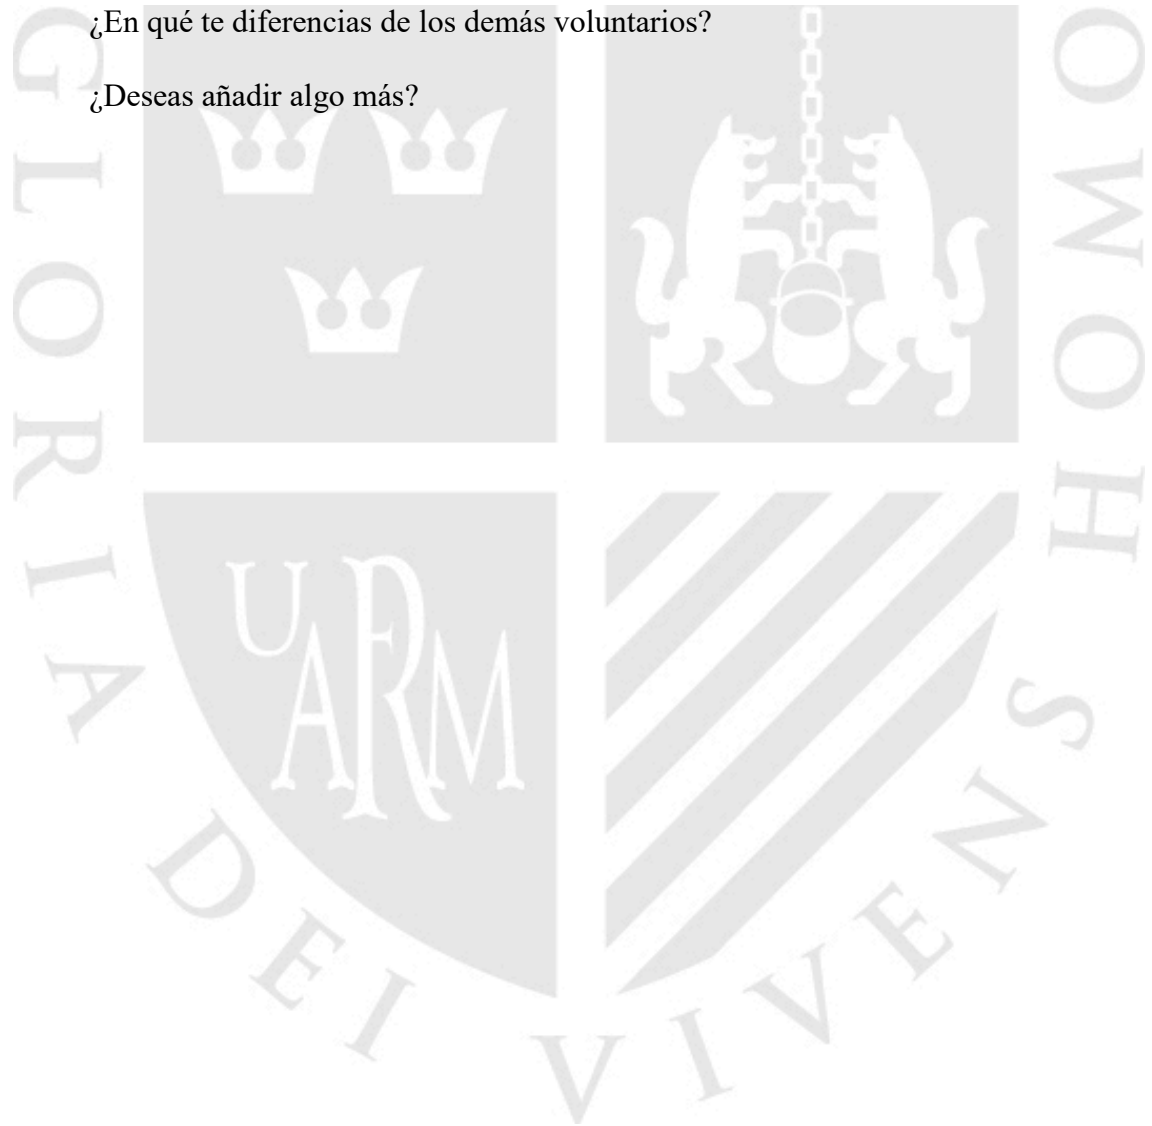 ¿En qué te diferencias de los demás voluntarios?
¿Deseas añadir algo más?
GLORIA DEI VIVENS HOMO
UARM